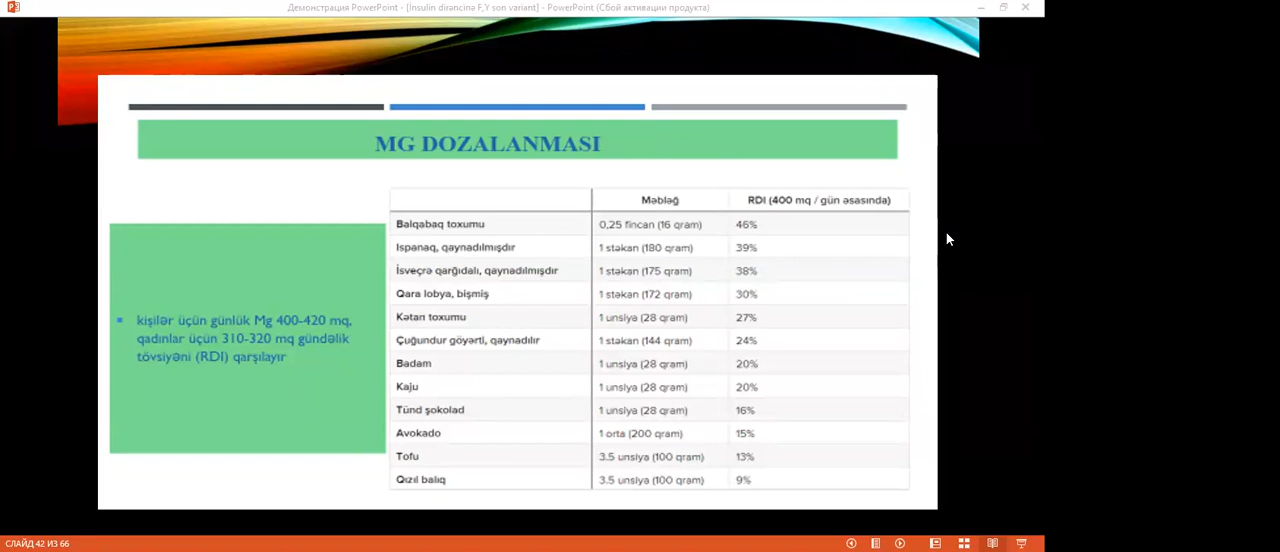 Демонстрация PowerPoint - [İnsulin dirəncinə F,Y son variant] - PowerPoint (Сбой активации продукта)
MG DOZALANMASI
Məbləğ RDI (400 mq / gün əsasında)
Balqabaq toxumu 0,25 fincan (16 qram) 46%
Ispanaq, qaynadılmışdır 1 stəkan (180 qram) 39%
İsveçrə qarğıdalı, qaynadılmışdır 1 stəkan (175 qram) 38%
Qara lobya, bişmiş 1 stəkan (172 qram) 30%
Kətan toxumu 1 unsiya (28 qram) 27%
Çuğundur göyərti, qaynadılır 1 stəkan (144 qram) 24%
Badam 1 unsiya (28 qram) 20%
Kaju 1 unsiya (28 qram) 20%
Tünd şokolad 1 unsiya (28 qram) 16%
Avokado 1 orta (200 qram) 15%
Tofu 3.5 unsiya (100 qram) 13%
Qızıl balıq 3.5 unsiya (100 qram) 9%
kişilər üçün günlük Mg 400-420 mq,
qadınlar üçün 310-320 mq gündəlik
tövsiyəni (RDI) qarşılayır
СЛАЙД 42 ИЗ 66